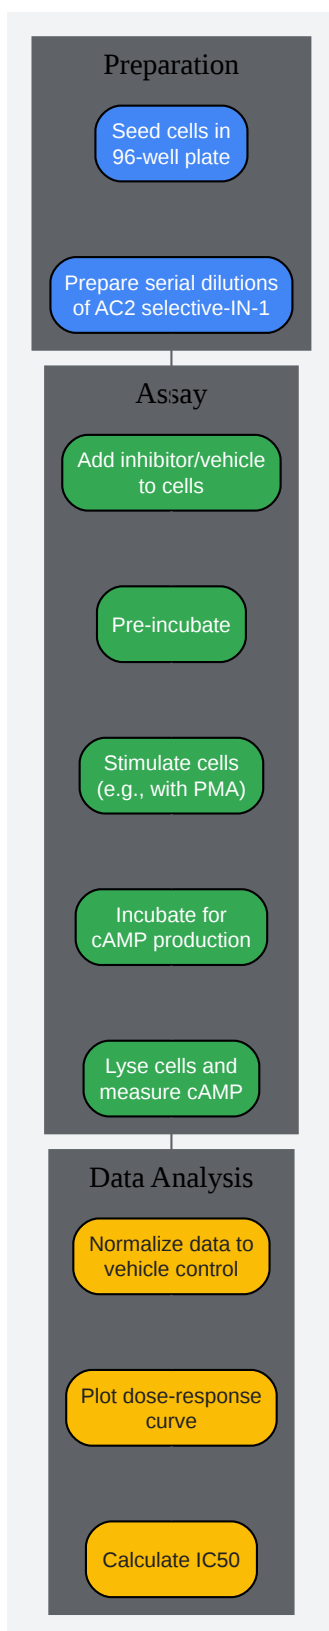 Preparation
Seed cells in
96-well plate
Prepare serial dilutions
of AC2 selective-IN-1
Assay
Add inhibitor/vehicle
to cells
Pre-incubate
Stimulate cells
(e.g., with PMA)
Incubate for
cAMP production
Lyse cells and
measure cAMP
Data Analysis
Normalize data to
vehicle control
Plot dose-response
curve
Calculate IC50